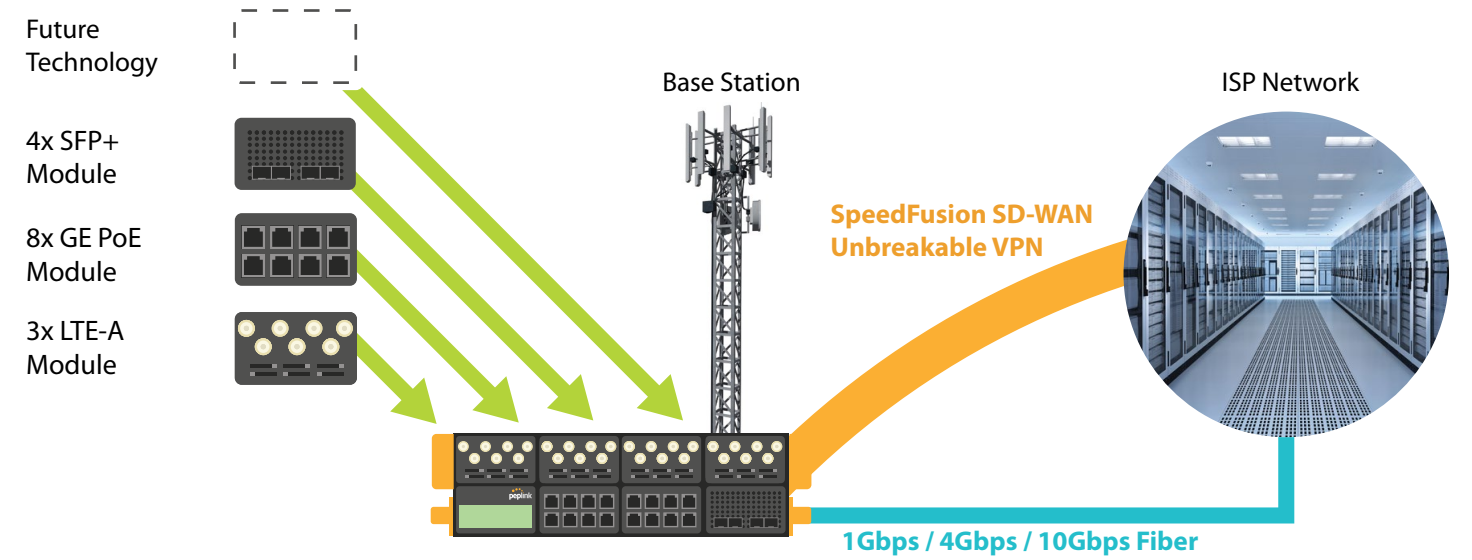 Future
Technology
4x SFP+
Module
8x GE PoE
Module
3x LTE-A
Module
Base Station
ISP Network
SpeedFusion SD-WAN
Unbreakable VPN
peplink
1Gbps / 4Gbps / 10Gbps Fiber